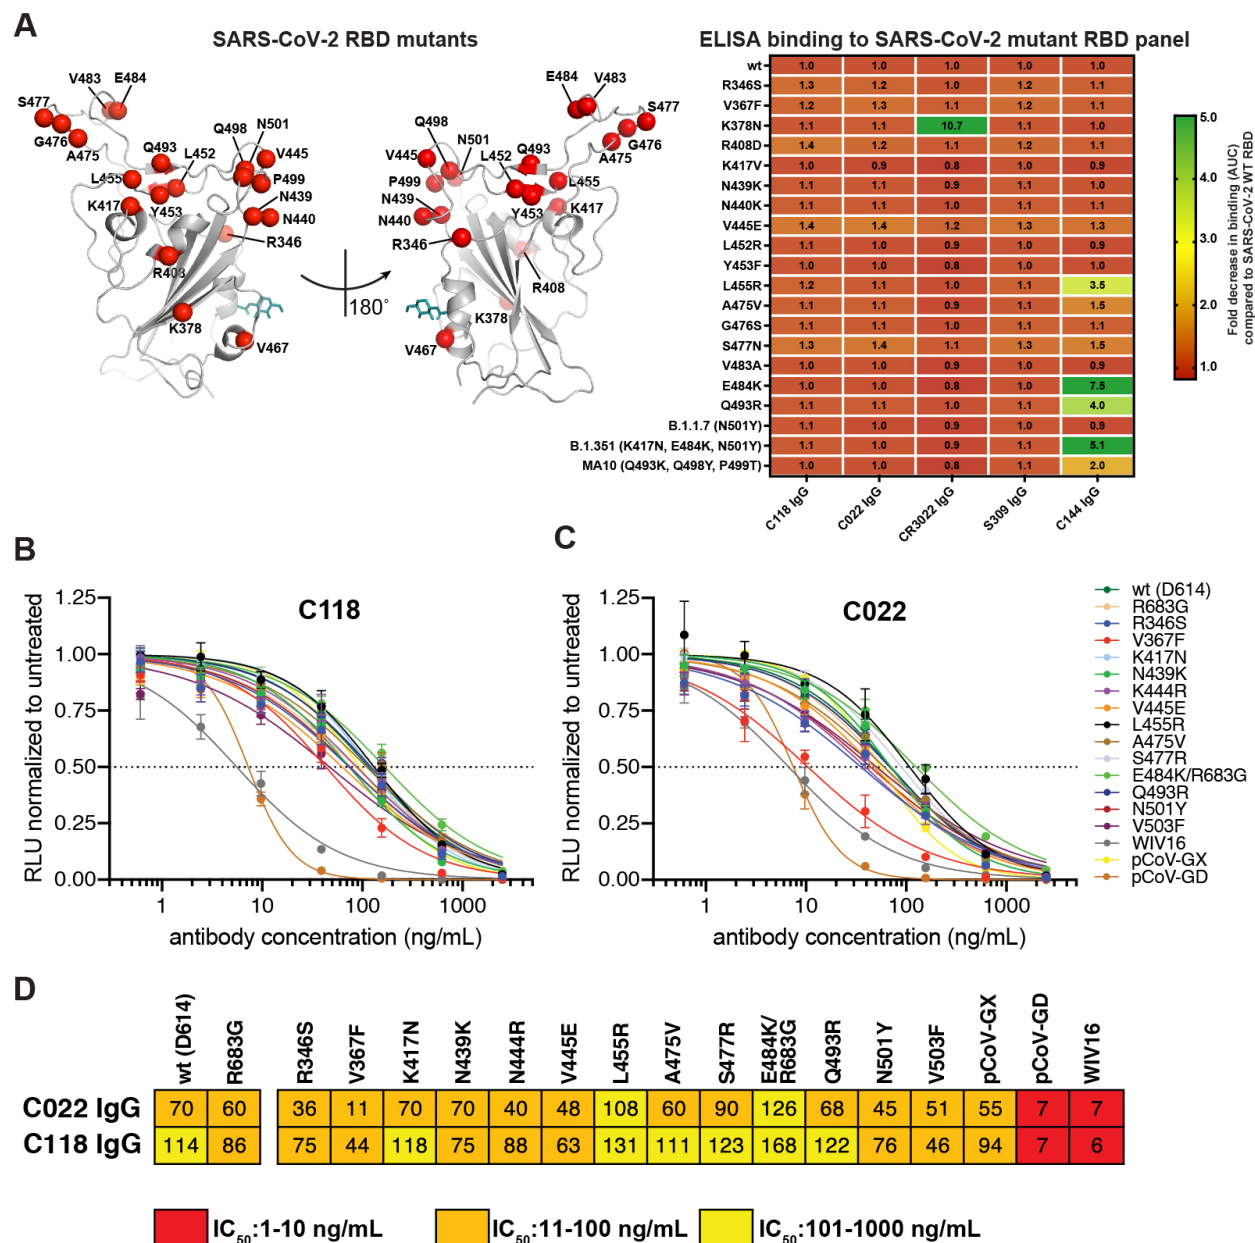 A
SARS-CoV-2 RBD mutants
V483
E484
S477
G476
A475
Q493
L452
Q498
N501
V445
P499
L455
K417
Y453
N439
N440
R346
R403
K378
V467
180°
E484
V483
S477
G476
A475
Q498
N501
V445
L452
Q493
P499
L455
N439
K417
N440
Y453
R346
R408
K378
V467
ELISA binding to SARS-CoV-2 mutant RBD panel
wt 1.0 1.0 1.0 1.0 1.0
R346S 1.3 1.2 1.0 1.2 1.1
V367F 1.2 1.3 1.1 1.2 1.1
K378N 1.1 1.1 10.7 1.1 1.0
R408D 1.4 1.2 1.1 1.2 1.1
K417V 1.0 0.9 0.8 1.0 0.9
N439K 1.1 1.1 0.9 1.1 1.0
N440K 1.1 1.1 1.0 1.1 1.1
V445E 1.4 1.4 1.2 1.3 1.3
L452R 1.1 1.0 0.9 1.0 0.9
Y453F 1.0 1.0 0.8 1.0 1.0
L455R 1.2 1.1 1.0 1.1 3.5
A475V 1.1 1.1 0.9 1.1 1.5
G476S 1.1 1.1 1.0 1.1 1.1
S477N 1.3 1.4 1.1 1.3 1.5
V483A 1.0 1.0 0.9 1.0 0.9
E484K 1.0 1.0 0.8 1.0 7.5
Q493R 1.1 1.1 1.0 1.1 4.0
B.1.1.7 (N501Y) 1.1 1.0 0.9 1.0 0.9
B.1.351 (K417N, E484K, N501Y) 1.1 1.0 0.9 1.1 5.1
MA10 (Q493K, Q498Y, P499T) 1.0 1.0 0.8 1.1 2.0
C118 IgG
C022 IgG
CR3022 IgG
S309 IgG
C144 IgG
5.0
4.0
3.0
2.0
1.0
Fold decrease in binding (AUC)
compared to SARS-CoV-2 WT RBD
B
C118
RLU normalized to untreated
1.25
1.00
0.75
0.50
0.25
0.00
1 10 100 1000
antibody concentration (ng/mL)
C
C022
RLU normalized to untreated
1.25
1.00
0.75
0.50
0.25
0.00
1 10 100 1000
antibody concentration (ng/mL)
wt (D614)
R683G
R346S
V367F
K417N
N439K
K444R
V445E
L455R
A475V
S477R
E484K/R683G
Q493R
N501Y
V503F
WIV16
pCoV-GX
pCoV-GD
D
wt (D614)
R683G
R346S
V367F
K417N
N439K
N444R
V445E
L455R
A475V
S477R
E484K/
R683G
Q493R
N501Y
V503F
pCoV-GX
pCoV-GD
WIV16
C022 IgG 70 60 36 11 70 70 40 48 108 60 90 126 68 45 51 55 7 7
C118 IgG 114 86 75 44 118 75 88 63 131 111 123 168 122 76 46 94 7 6
IC50:1-10 ng/mL
IC50:11-100 ng/mL
IC50:101-1000 ng/mL